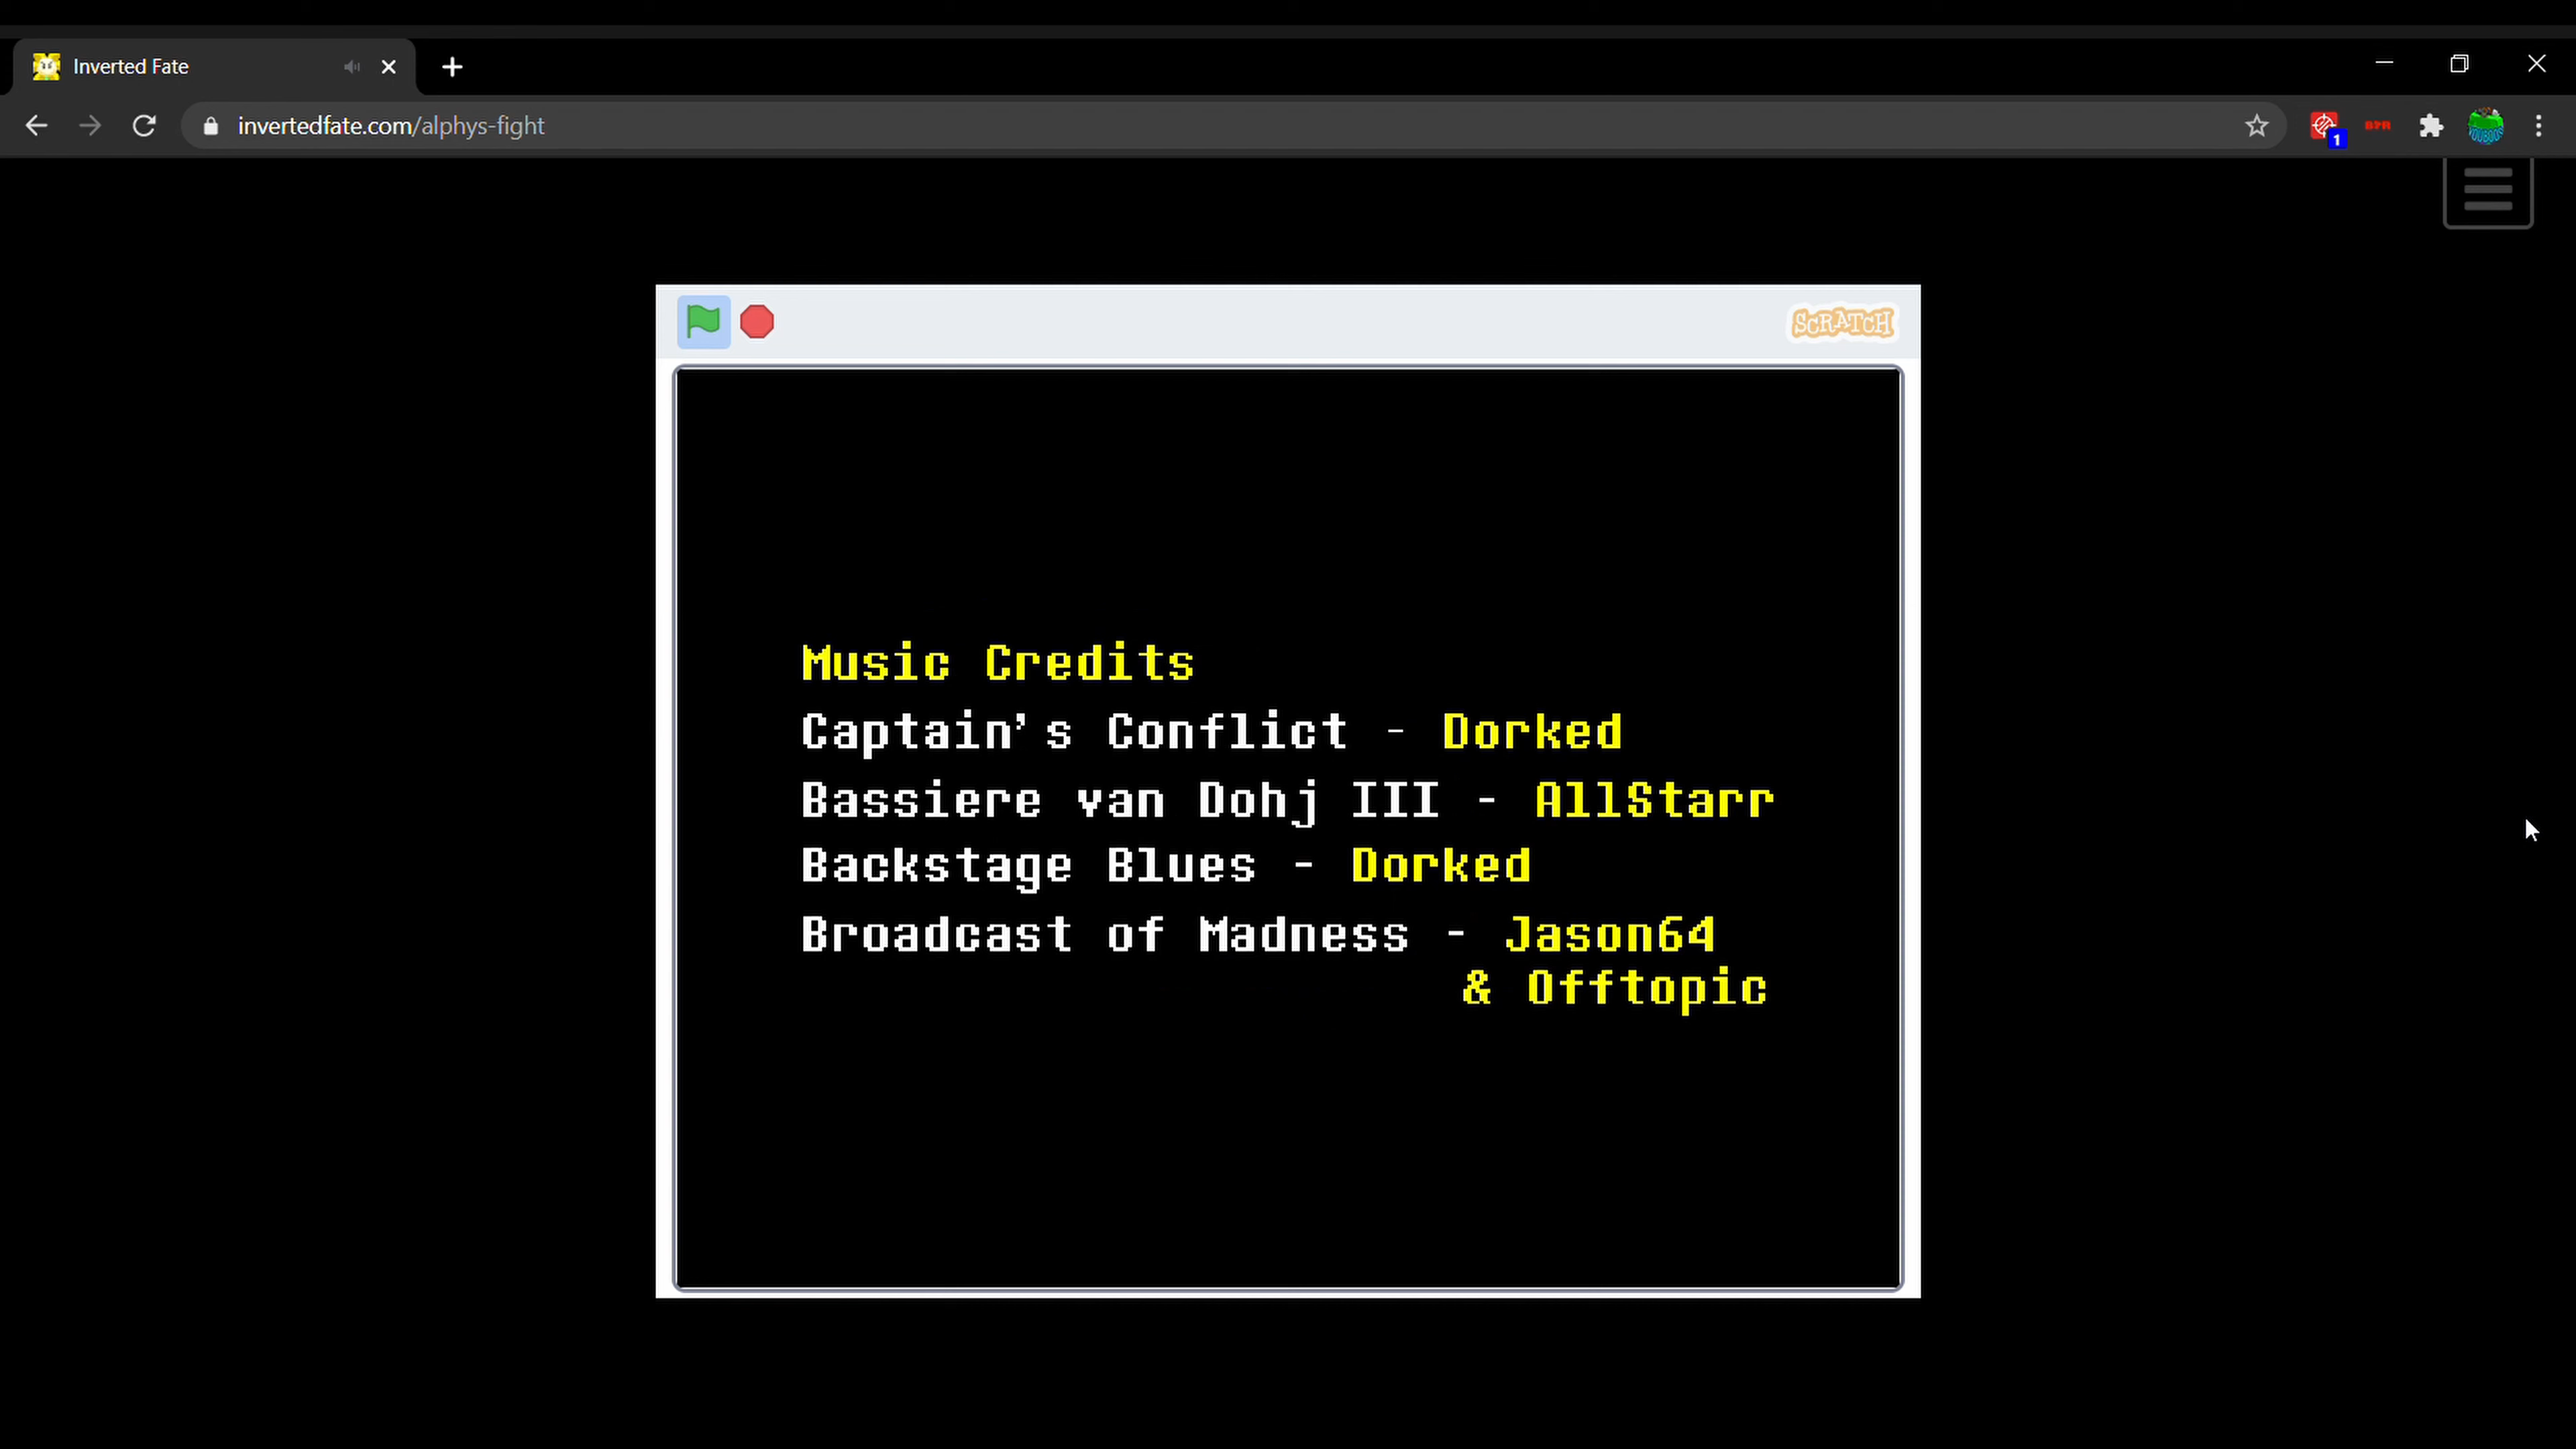 Inverted Fate
invertedfate.com/alphys-fight
1
SCRATCH
Music Credits
Captain's Conflict - Dorked
Bassiere van Dohj III - AllStarr
Backstage Blues - Dorked
Broadcast of Madness - Jason64
& Offtopic